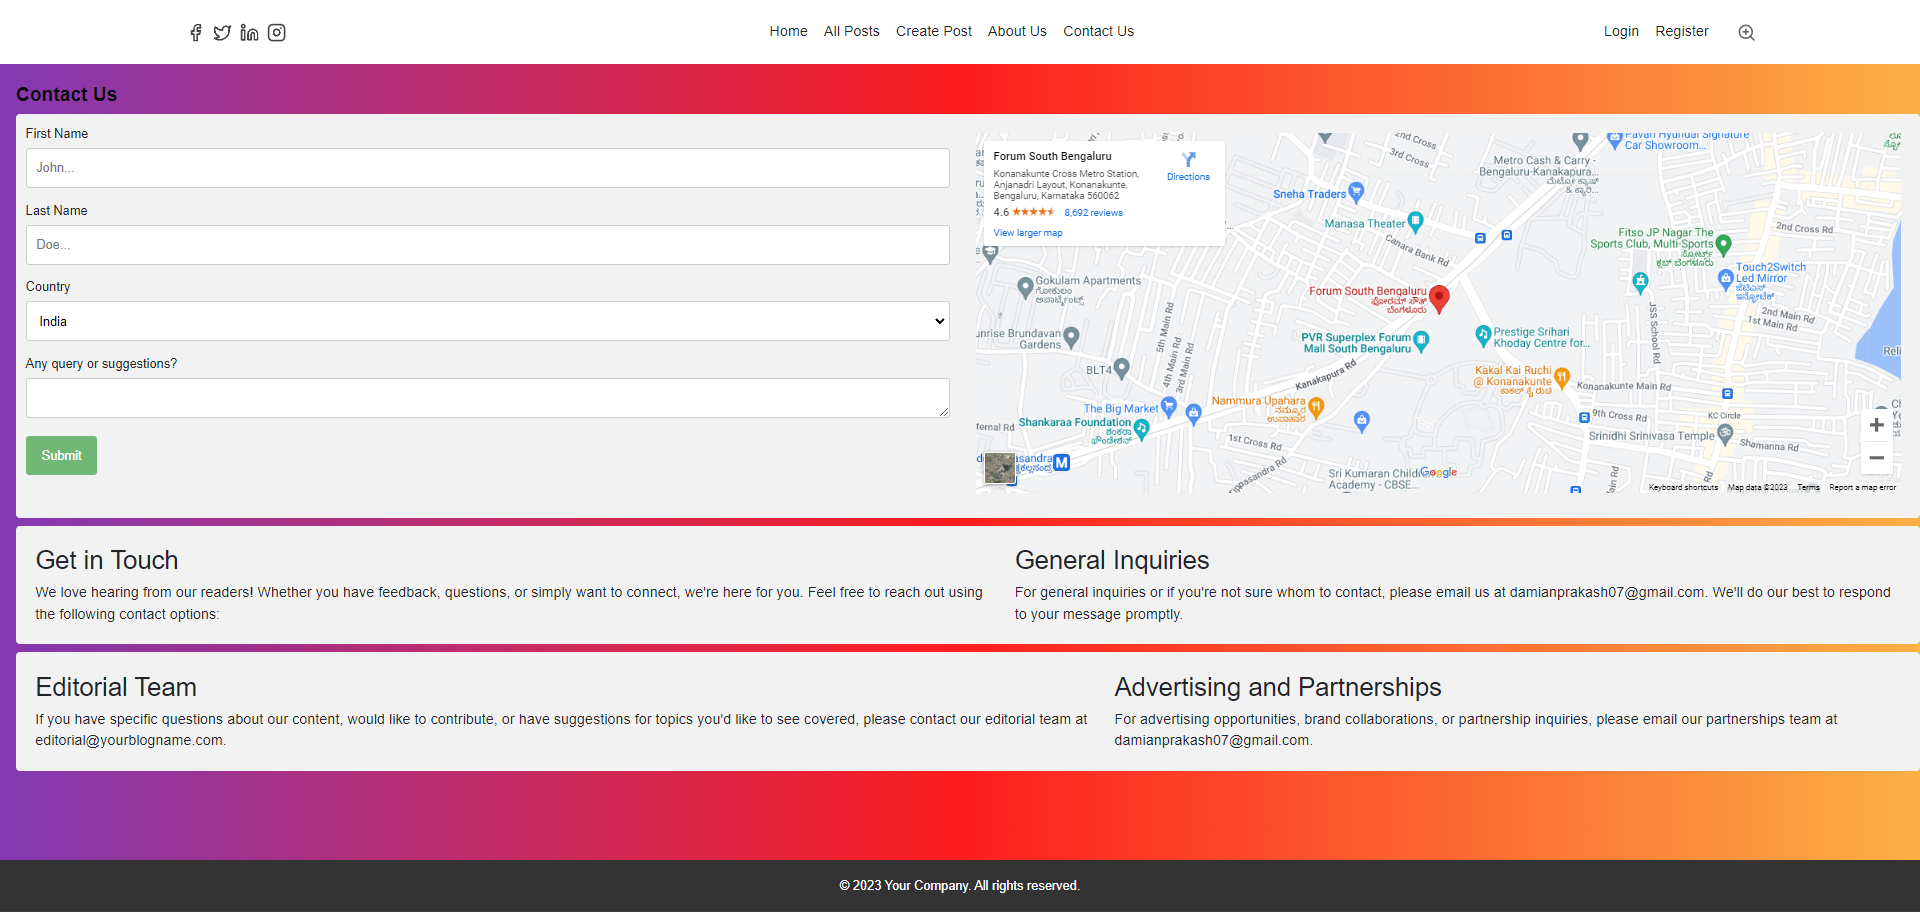 Home All Posts Create Post About Us Contact Us
Login Register
Contact Us
First Name
John...
Last Name
Doe...
Country
India
Any query or suggestions?
Submit
Forum South Bengaluru
Konanakunte Cross Metro Station,
Anjanadri Layout, Konanakunte,
Bengaluru, Karnataka 560062
4.6
8,692 reviews
View larger map
Directions
2nd Cross Rd
3rd Cross Rd
Metro Cash & Carry -
Bengaluru-Kanakapura...
Pavan Hyundai Signature
Car Showroom...
Sneha Traders
Manasa Theater
Canara Bank Rd
Fitso JP Nagar The
Sports Club, Multi-Sports
2nd Cross Rd
Touch2Switch
Led Mirror
Gokulam Apartments
ಗೋಕುಲಂ
ಅಪಾರ್ಟ್ಮೆಂಟ್ಸ್
Forum South Bengaluru
ಫೋರಮ್ ಸೌತ್
ಬೆಂಗಳೂರು
JSS School Rd
2nd Main Rd
1st Main Rd
Brundavan
Gardens
5th Main Rd
4th Main Rd
3rd Main Rd
PVR Superplex Forum
Mall South Bengaluru
Prestige Srihari
Khoday Centre for...
BLT4
Kanakapura Rd
Kakal Kai Ruchi
@ Konanakunte
ಕಾಕಲ್ ಕೈ ರುಚಿ
Konanakunte Main Rd
The Big Market
Nammura Upahara
ನಮ್ಮೂರ
ಉಪಾಹಾರ
9th Cross Rd
KC Circle
Shankaraa Foundation
ಶಂಕರಾ
ಫೌಂಡೇಶನ್
1st Cross Rd
Srinidhi Srinivasa Temple
Shamanna Rd
M
Google
Sri Kumaran Child
Academy - CBSE...
Keyboard shortcuts Map data ©2023 Terms Report a map error
Get in Touch
We love hearing from our readers! Whether you have feedback, questions, or simply want to connect, we're here for you. Feel free to reach out using
the following contact options:
General Inquiries
For general inquiries or if you're not sure whom to contact, please email us at damianprakash07@gmail.com. We'll do our best to respond
to your message promptly.
Editorial Team
If you have specific questions about our content, would like to contribute, or have suggestions for topics you'd like to see covered, please contact our editorial team at
editorial@yourblogname.com.
Advertising and Partnerships
For advertising opportunities, brand collaborations, or partnership inquiries, please email our partnerships team at
damianprakash07@gmail.com.
© 2023 Your Company. All rights reserved.